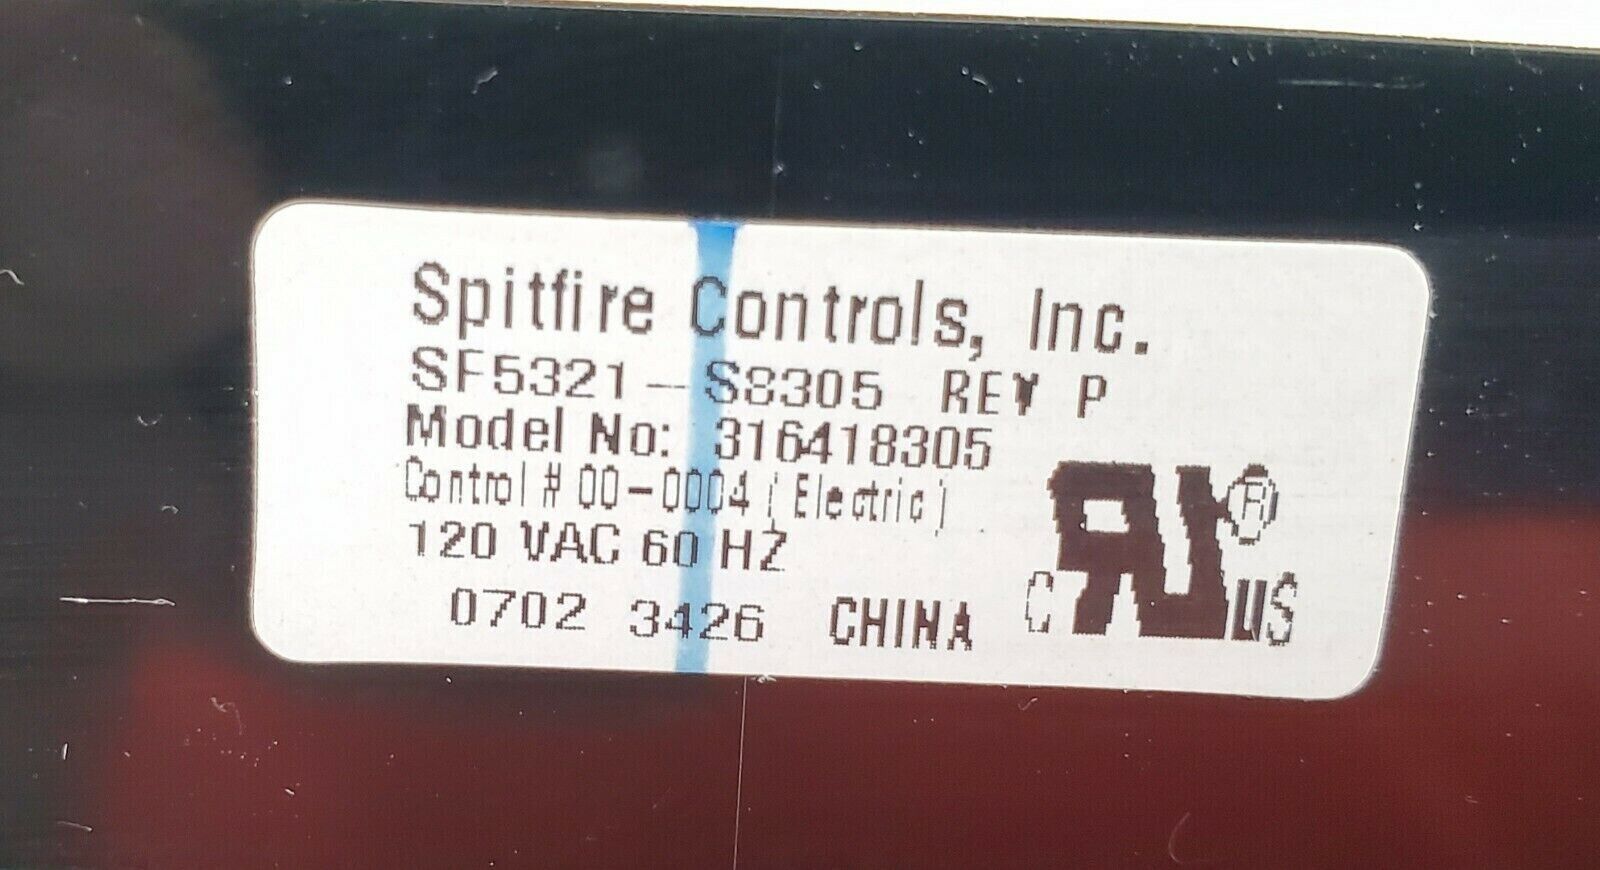 Spitfire Controls, Inc.
SF5321-S8305 REV P
Model No: 316418305
Control # 00-0004 (Electric)
120 VAC 60 HZ
0702 3426 CHINA
C RU® US